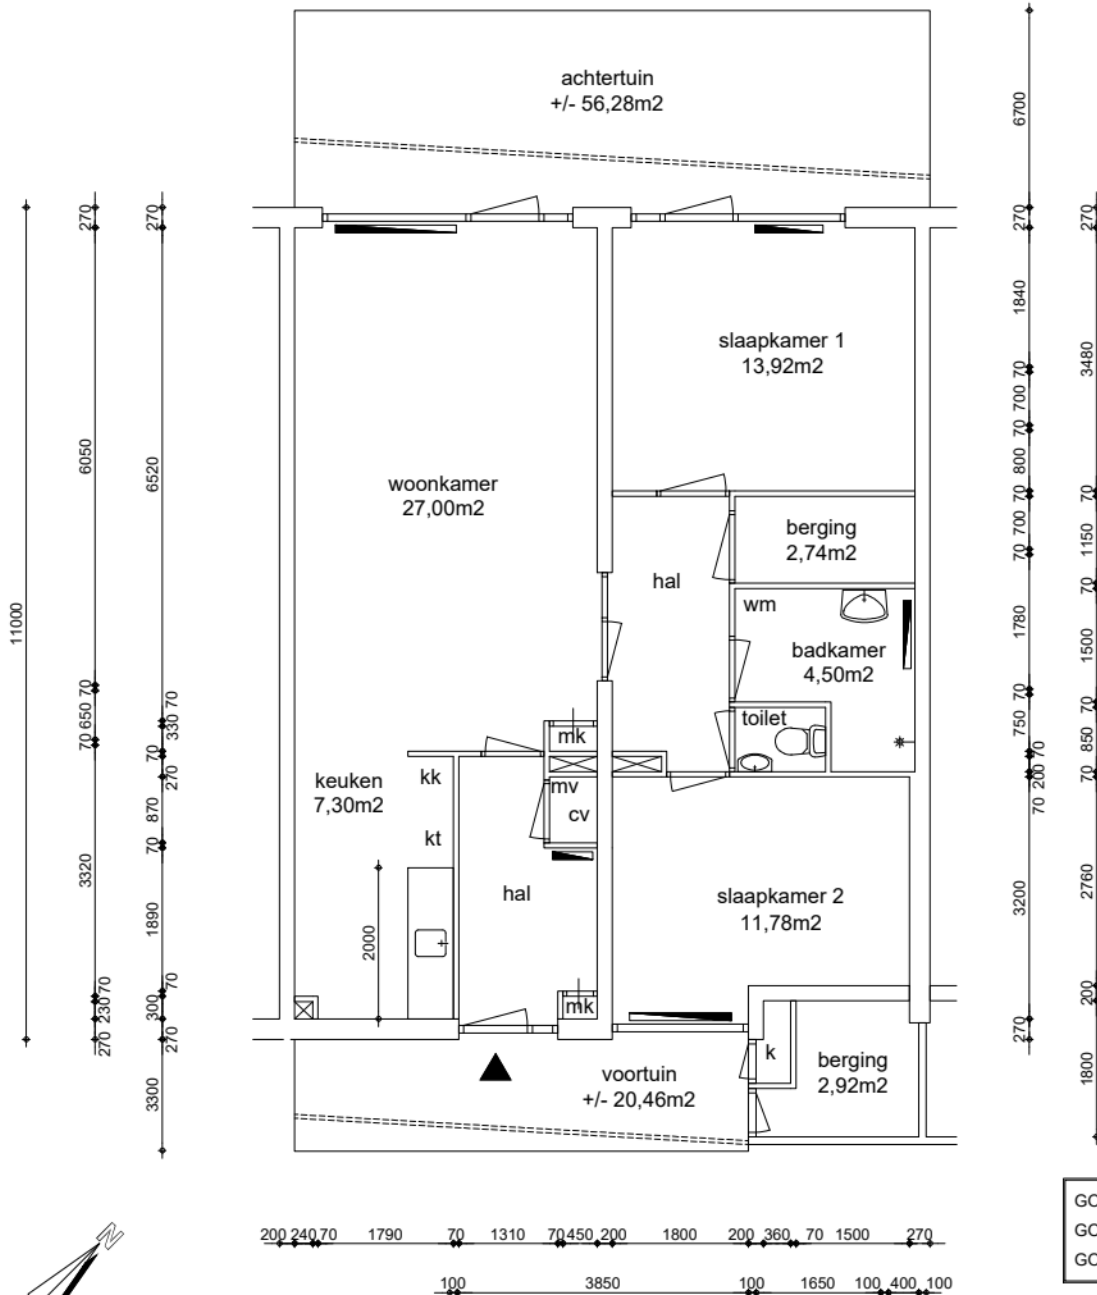 achtertuin
+/- 56,28m2
6700
270
270
270
270
11000
6050
6520
woonkamer
27,00m2
slaapkamer 1
13,92m2
1840
70
700
70
800
70
700
70
3480
70
1150
70
berging
2,74m2
hal
wm
badkamer
4,50m2
1780
70
750
70
200
70
1500
70
850
70
70
650
70
70
330
70
270
870
70
mk
toilet
keuken
7,30m2
kk
kt
mv
cv
hal
slaapkamer 2
11,78m2
3320
1890
2000
3200
2760
70
230
270
70
300
270
mk
270
200
k
berging
2,92m2
voortuin
+/- 20,46m2
3300
1800
N
200 240 70 1790 70 1310 70 450 200 1800 200 360 70 1500 270
100 3850 100 1650 100 400 100